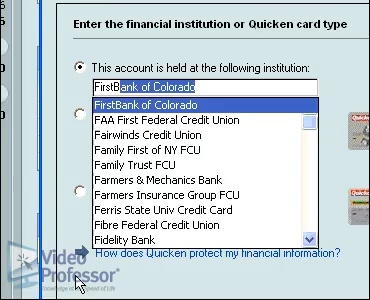 Enter the financial institution or Quicken card type
This account is held at the following institution:
FirstBank of Colorado
FirstBank of Colorado
FAA First Federal Credit Union
Fairwinds Credit Union
Family First of NY FCU
Family Trust FCU
Farmers & Mechanics Bank
Farmers Insurance Group FCU
Ferris State Univ Credit Card
Fibre Federal Credit Union
Fidelity Bank
How does Quicken protect my financial information?
Video
Professor